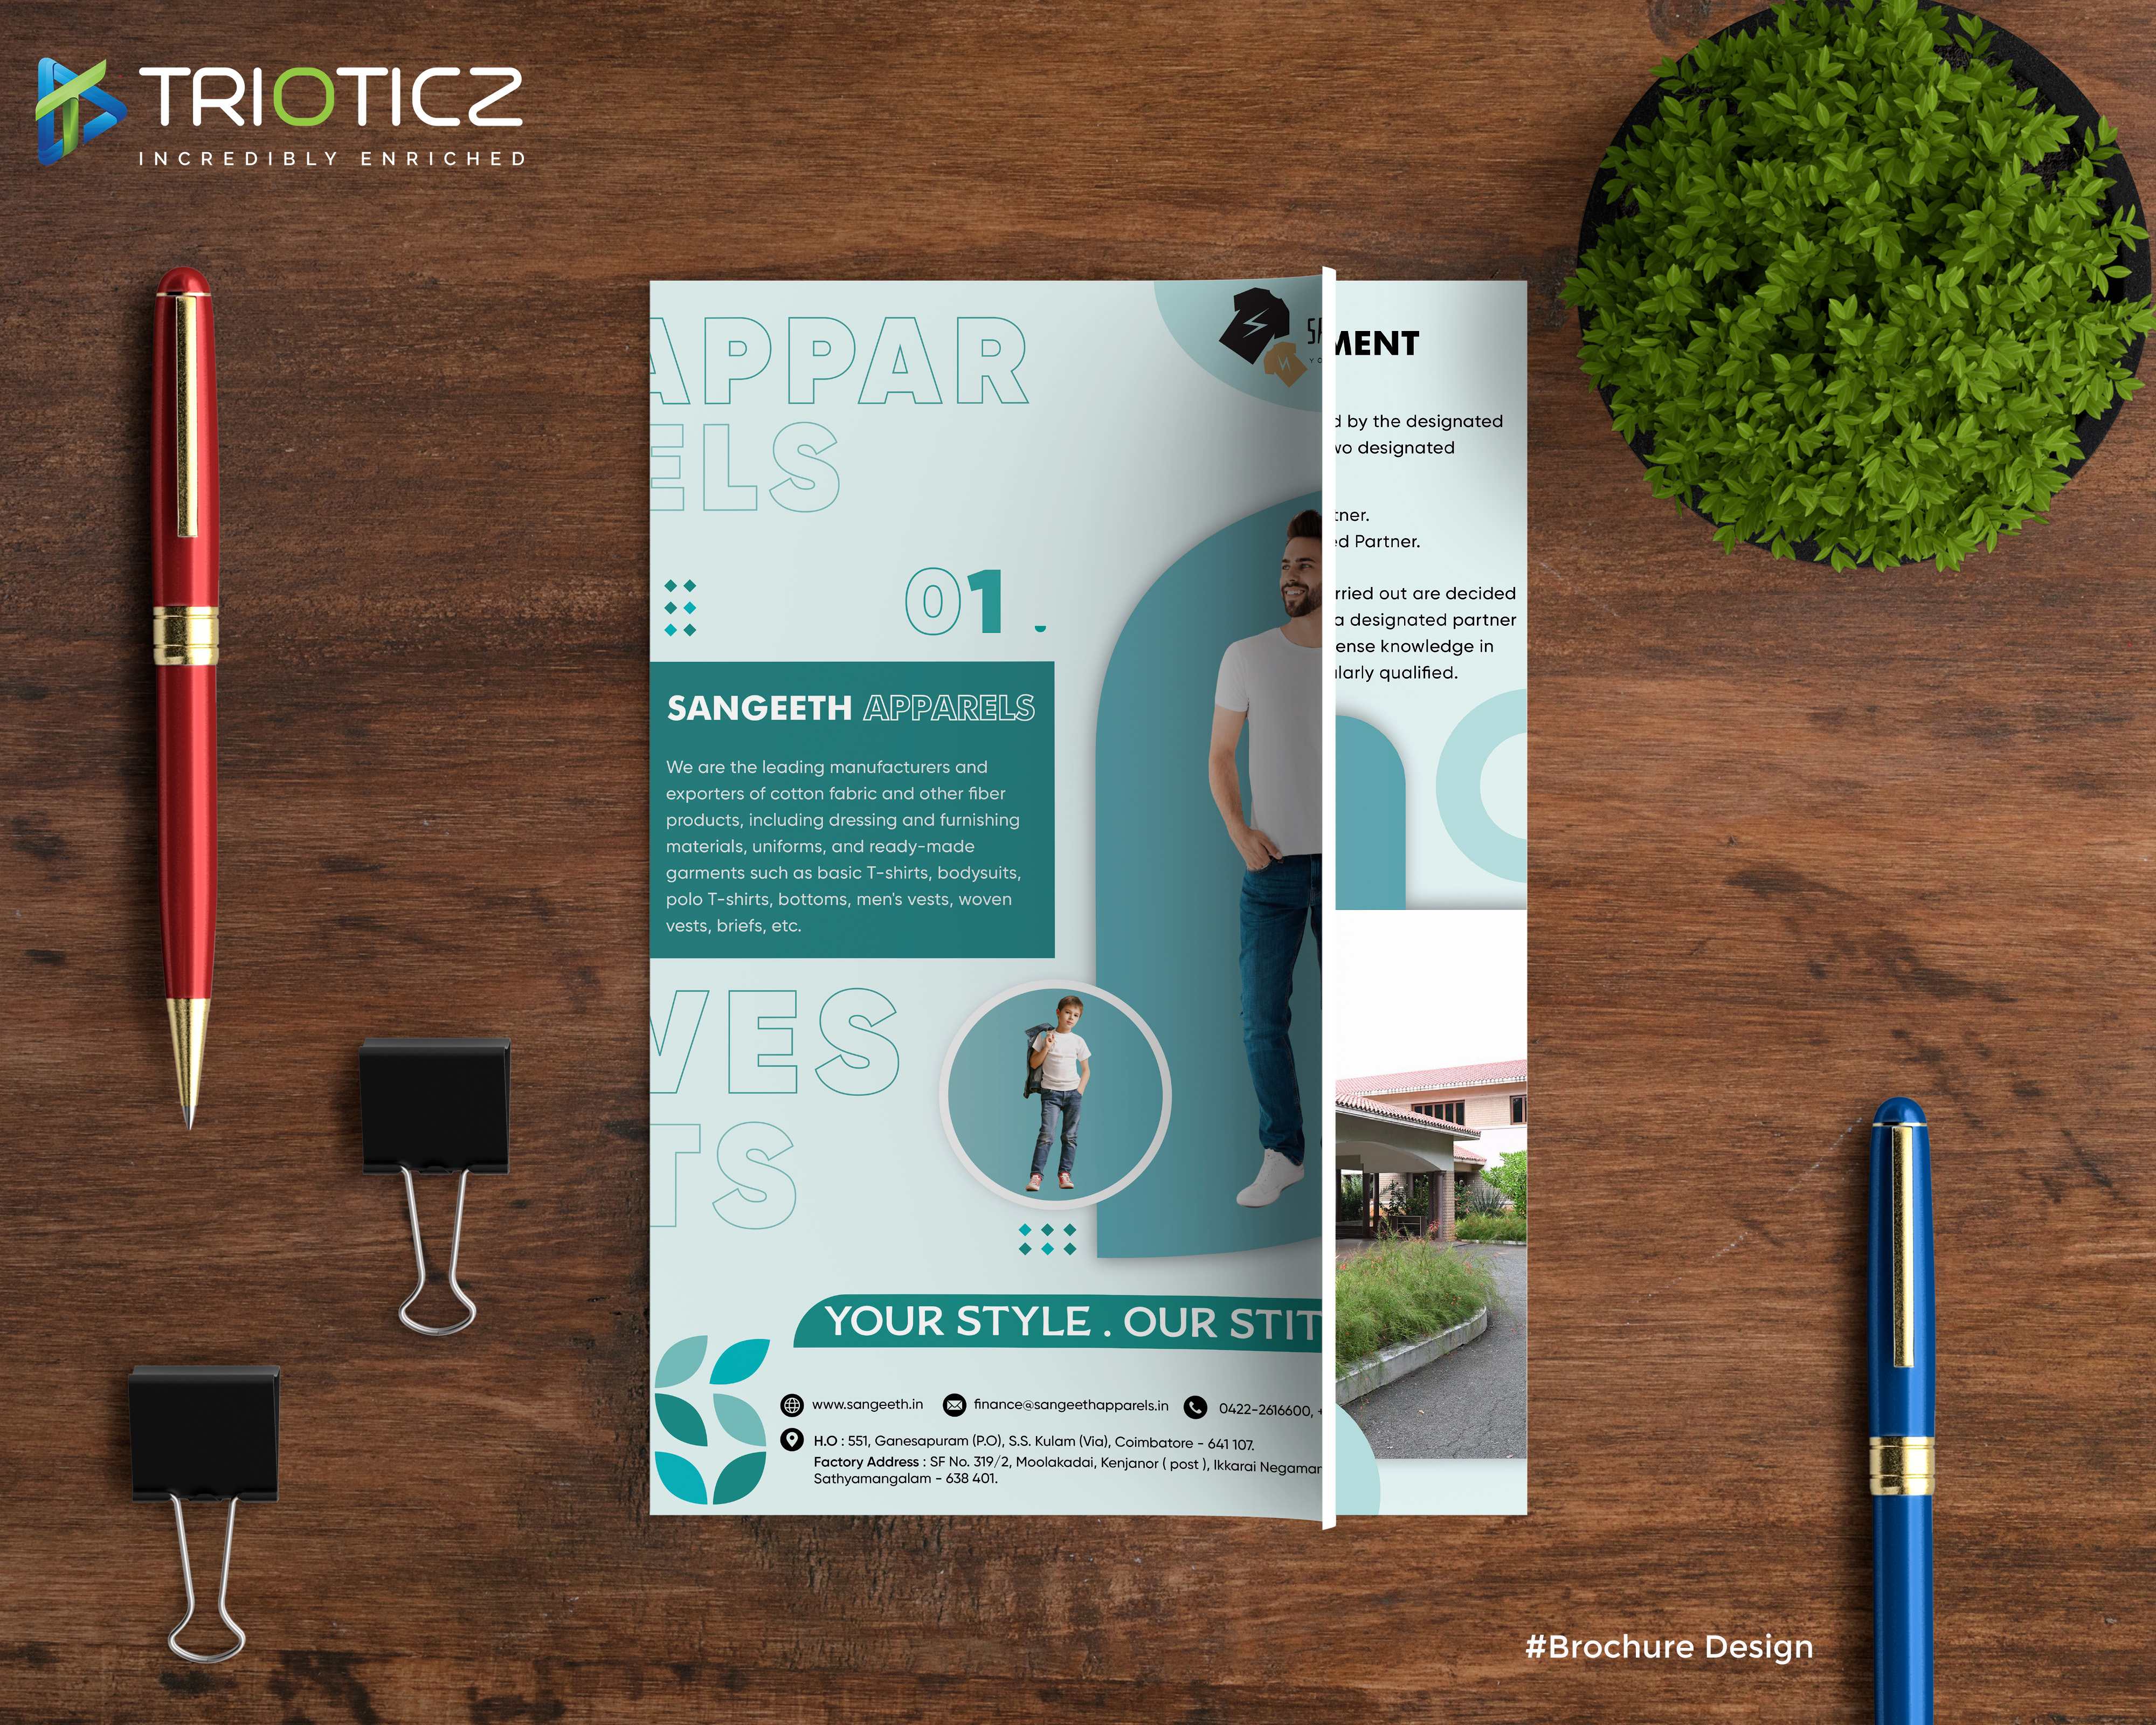 TRIOTICZ
INCREDIBLY ENRICHED
APPAR
ELS
01.
SANGEETH APPARELS
We are the leading manufacturers and
exporters of cotton fabric and other fiber
products, including dressing and furnishing
materials, uniforms, and ready-made
garments such as basic T-shirts, bodysuits,
polo T-shirts, bottoms, men's vests, woven
vests, briefs, etc.
VES
TS
YOUR STYLE . OUR STIT
www.sangeeth.in
finance@sangeethapparels.in
0422-2616600, +
H.O : 551, Ganesapuram (P.O), S.S. Kulam (Via), Coimbatore - 641 107.
Factory Address : SF No. 319/2, Moolakadai, Kenjanor ( post ), Ikkarai Negamam
Sathyamangalam - 638 401.
MENT
d by the designated
wo designated
tner.
ed Partner.
rried out are decided
a designated partner
ense knowledge in
larly qualified.
#Brochure Design